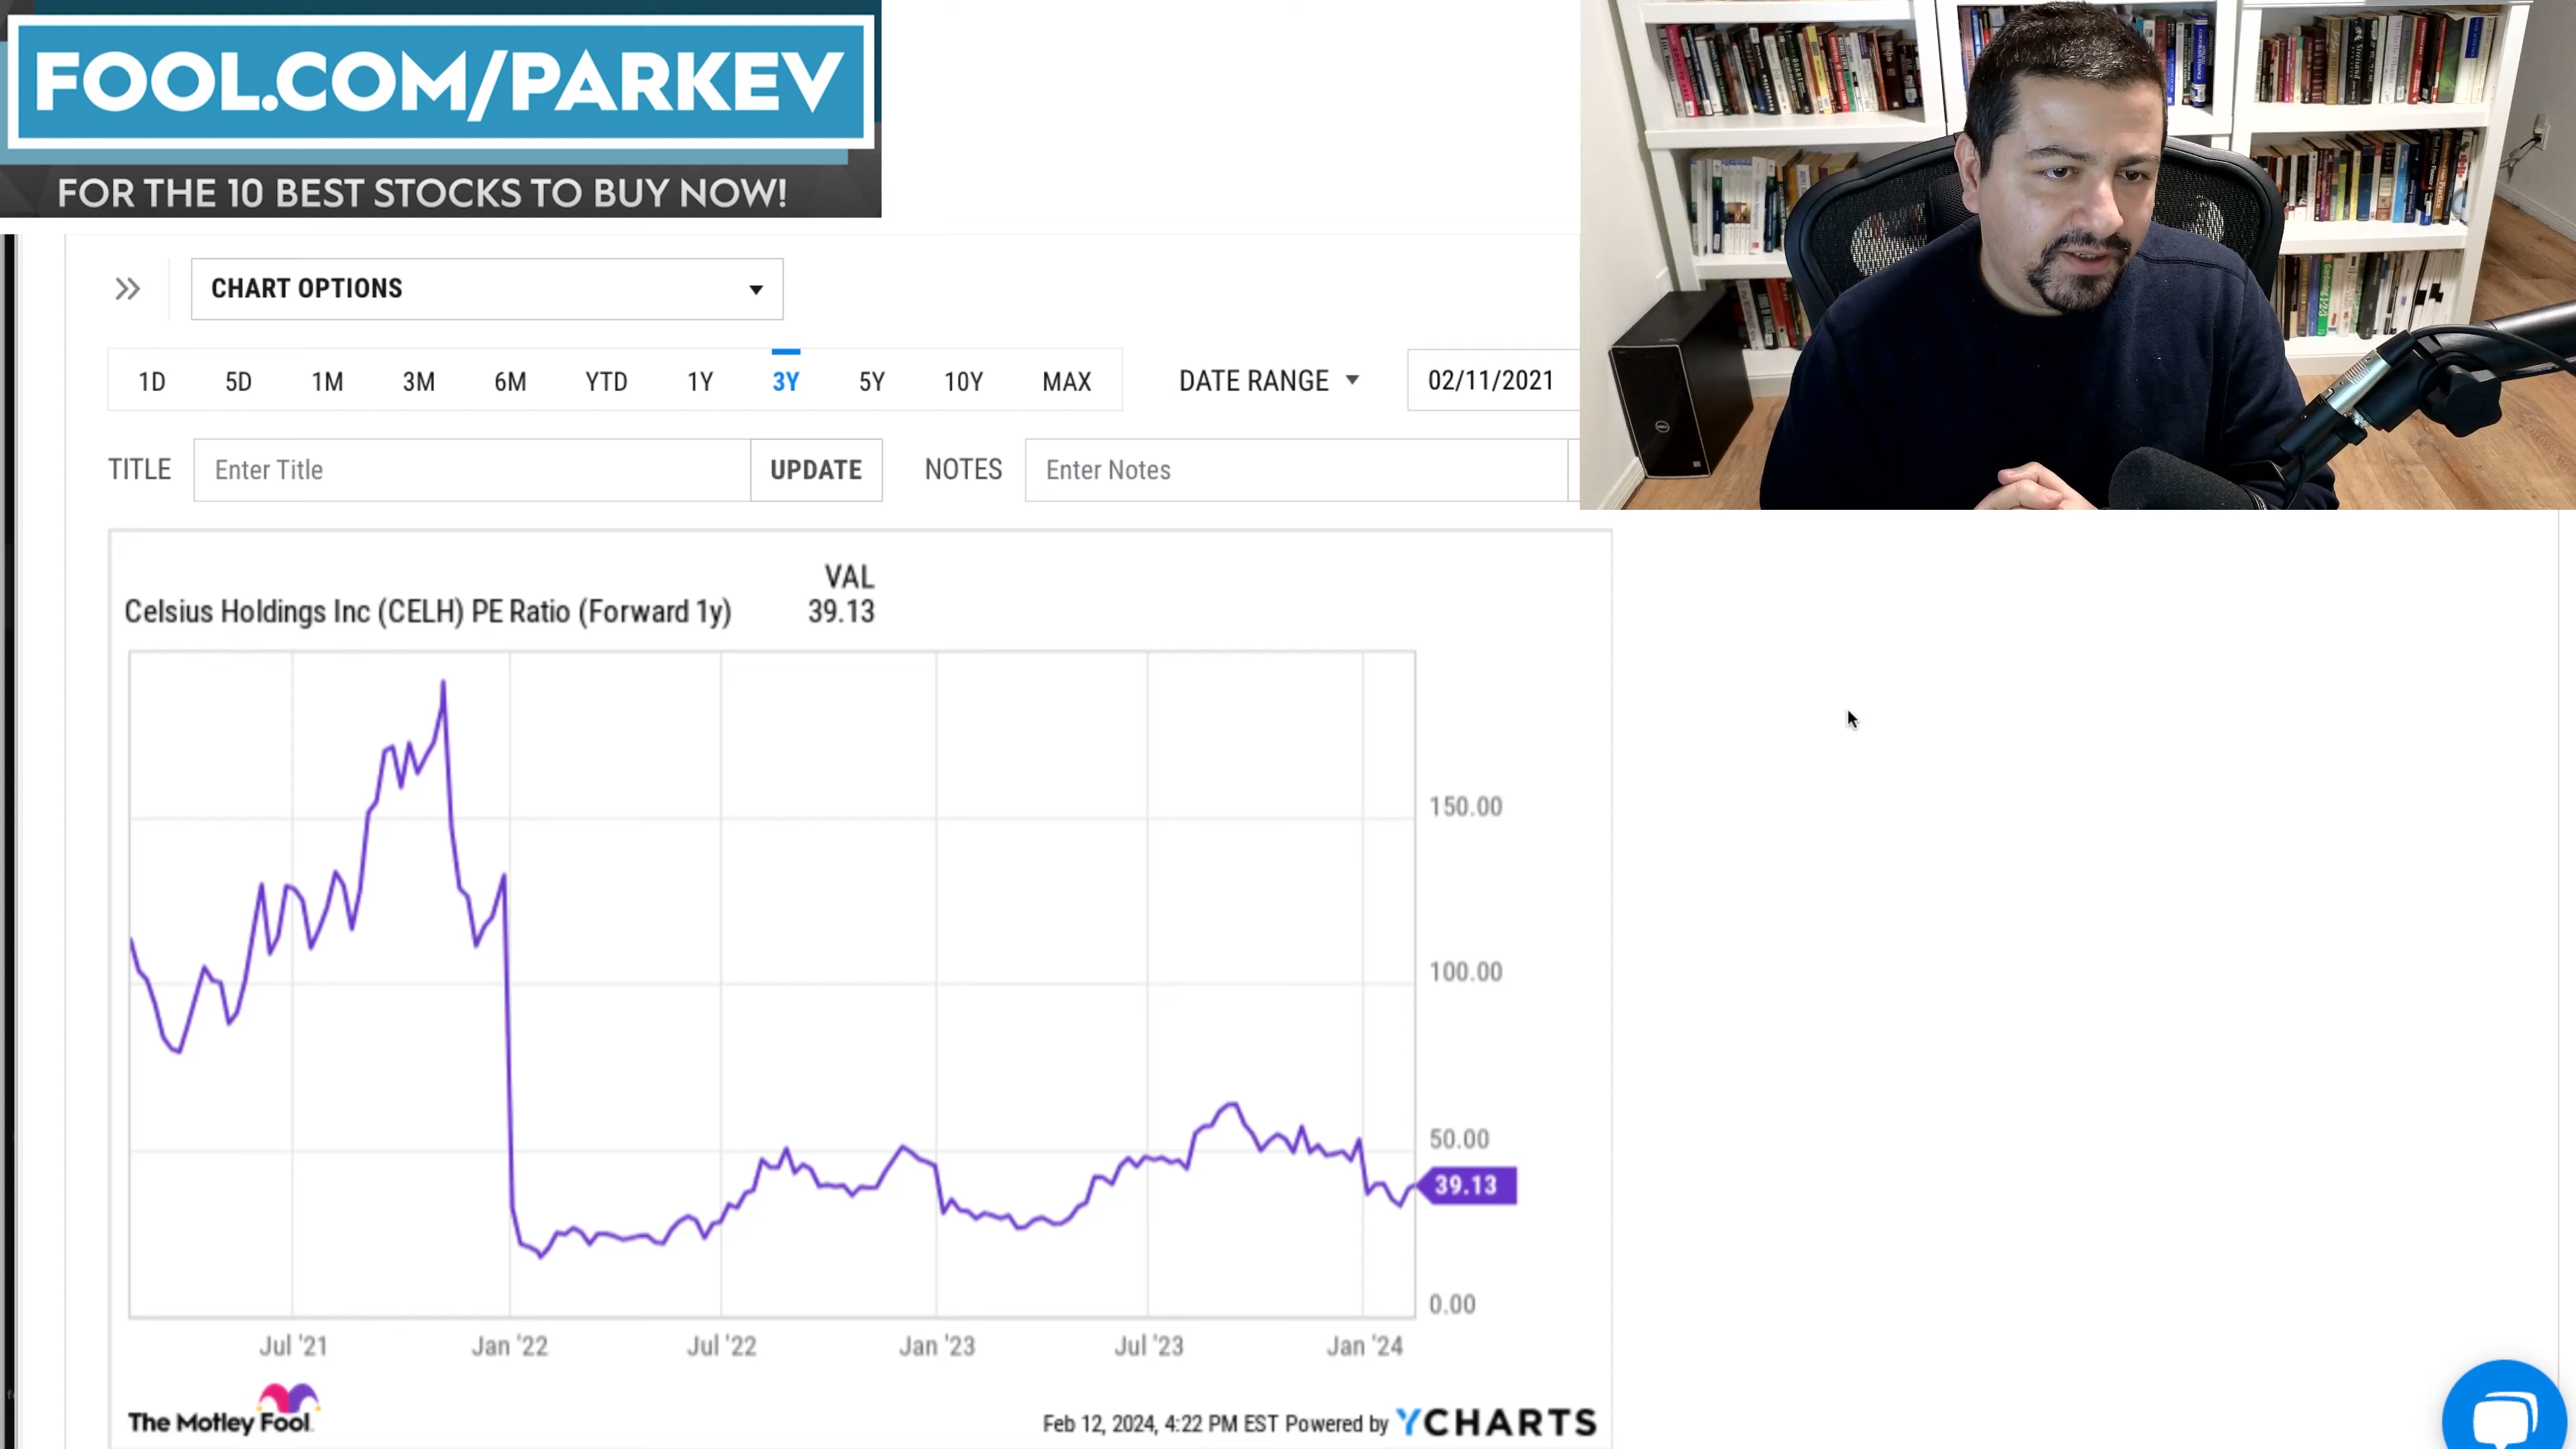 FOOL.COM/PARKEV
FOR THE 10 BEST STOCKS TO BUY NOW!
CHART OPTIONS
1D 5D 1M 3M 6M YTD 1Y 3Y 5Y 10Y MAX DATE RANGE 02/11/2021
TITLE Enter Title UPDATE NOTES Enter Notes
VAL
Celsius Holdings Inc (CELH) PE Ratio (Forward 1y) 39.13
150.00
100.00
50.00
39.13
0.00
Jul '21 Jan '22 Jul '22 Jan '23 Jul '23 Jan '24
The Motley Fool.
Feb 12, 2024, 4:22 PM EST Powered by YCHARTS